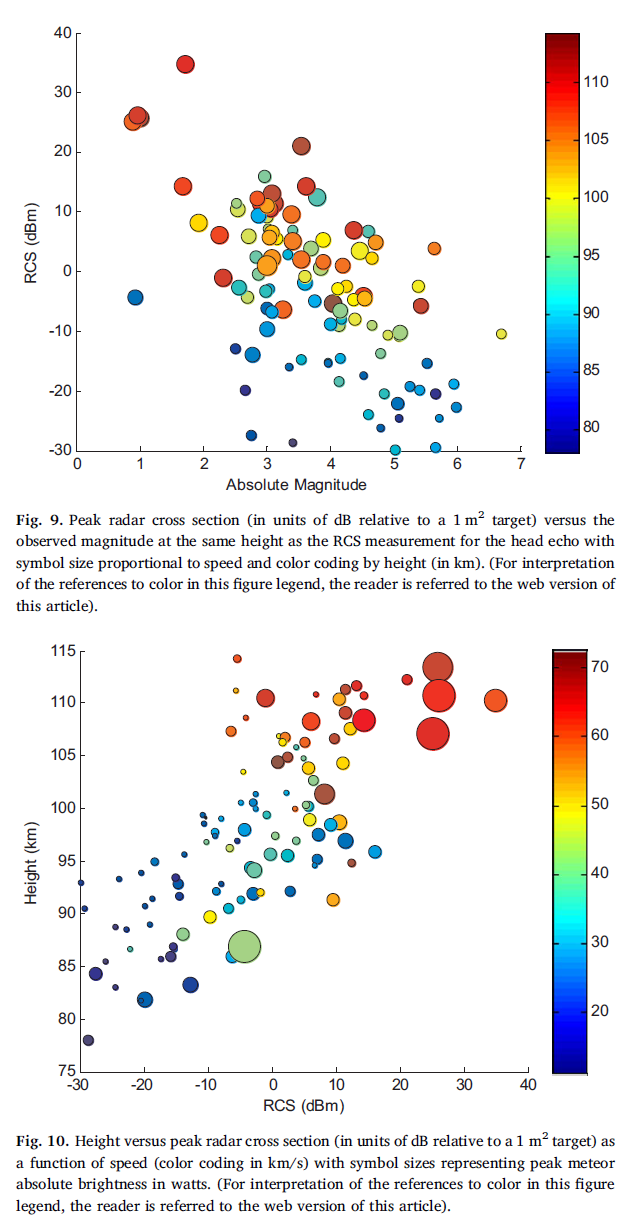 40
30
20
10
0
-10
-20
-30
RCS (dBm)
0 1 2 3 4 5 6 7
Absolute Magnitude
110
105
100
95
90
85
80
Fig. 9. Peak radar cross section (in units of dB relative to a 1 m² target) versus the
observed magnitude at the same height as the RCS measurement for the head echo with
symbol size proportional to speed and color coding by height (in km). (For interpretation
of the references to color in this figure legend, the reader is referred to the web version of
this article).
115
110
105
100
95
90
85
80
75
Height (km)
-30 -20 -10 0 10 20 30 40
RCS (dBm)
70
60
50
40
30
20
Fig. 10. Height versus peak radar cross section (in units of dB relative to a 1 m² target) as
a function of speed (color coding in km/s) with symbol sizes representing peak meteor
absolute brightness in watts. (For interpretation of the references to color in this figure
legend, the reader is referred to the web version of this article).